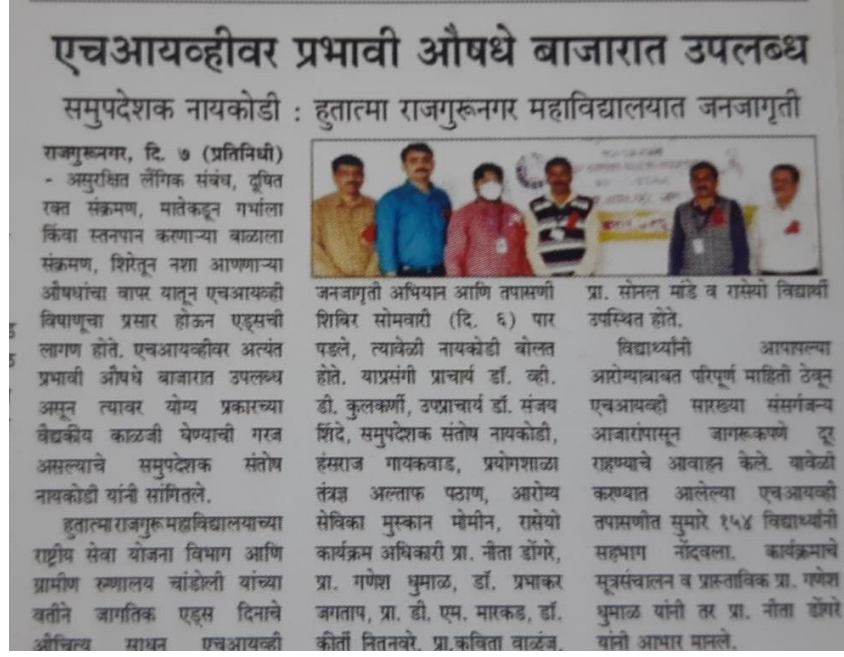 एचआयव्हीवर प्रभावी औषधे बाजारात उपलब्ध
समुपदेशक नायकोडी : हुतात्मा राजगुरूनगर महाविद्यालयात जनजागृती
राजगुरूनगर, दि. ७ (प्रतिनिधी)
- असुरक्षित लैंगिक संबंध, दूषित
रक्त संक्रमण, मातेकडून गर्भाला
किंवा स्तनपान करणाऱ्या बाळाला
संक्रमण, शिरेतून नशा आणणाऱ्या
औषधांचा वापर यातून एचआयव्ही
विषाणूचा प्रसार होऊन एड्सची
लागण होते. एचआयव्हीवर अत्यंत
प्रभावी औषधे बाजारात उपलब्ध
असून त्यावर योग्य प्रकारच्या
वैद्यकीय काळजी घेण्याची गरज
असल्याचे समुपदेशक संतोष
नायकोडी यांनी सांगितले.
हुतात्मा राजगुरू महाविद्यालयाच्या
राष्ट्रीय सेवा योजना विभाग आणि
ग्रामीण रुग्णालय चांडोली यांच्या
वतीने जागतिक एड्स दिनाचे
औचित्य साधून एचआयव्ही
जनजागृती अभियान आणि तपासणी
शिबिर सोमवारी (दि. ६) पार
पडले, त्यावेळी नायकोडी बोलत
होते. याप्रसंगी प्राचार्य डॉ. व्ही.
डी. कुलकर्णी, उपप्राचार्य डॉ. संजय
शिंदे, समुपदेशक संतोष नायकोडी,
हंसराज गायकवाड, प्रयोगशाळा
तंत्रज्ञ अल्ताफ पठाण, आरोग्य
सेविका मुस्कान मोमीन, रासेयो
कार्यक्रम अधिकारी प्रा. नीता डोंगरे,
प्रा. गणेश धुमाळ, डॉ. प्रभाकर
जगताप, प्रा. डी. एम. मारकड, डॉ.
कीर्ती नितनवरे, प्रा.कविता वाळुंज,
प्रा. सोनल मांडे व रासेयो विद्यार्थी
उपस्थित होते.
विद्यार्थ्यांनी आपापल्या
आरोग्याबाबत परिपूर्ण माहिती ठेवून
एचआयव्ही सारख्या संसर्गजन्य
आजारांपासून जागरूकपणे दूर
राहण्याचे आवाहन केले. यावेळी
करण्यात आलेल्या एचआयव्ही
तपासणीत सुमारे १५४ विद्यार्थ्यांनी
सहभाग नोंदवला. कार्यक्रमाचे
सूत्रसंचालन व प्रास्ताविक प्रा. गणेश
धुमाळ यांनी तर प्रा. नीता डोंगरे
यांनी आभार मानले.